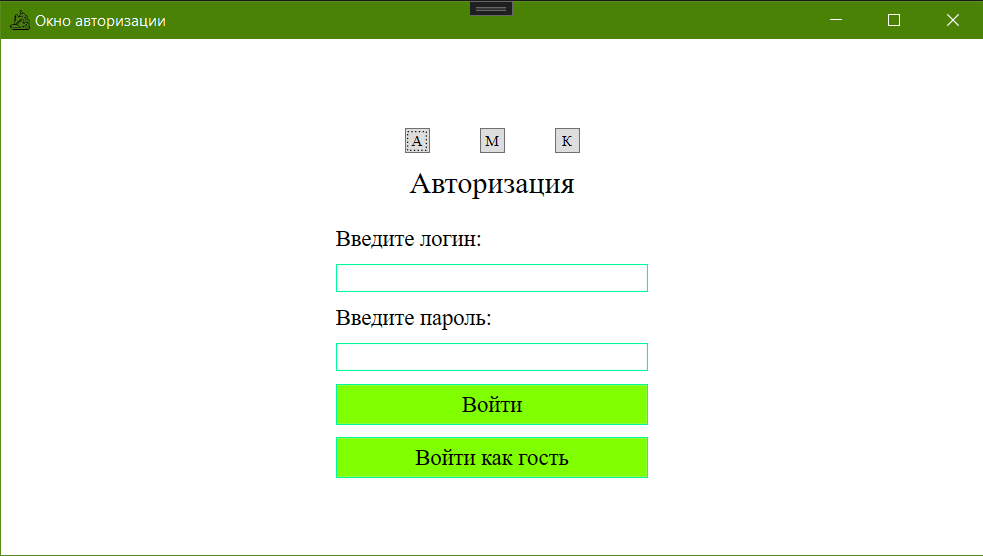 Окно авторизации
А М К
Авторизация
Введите логин:
Введите пароль:
Войти
Войти как гость